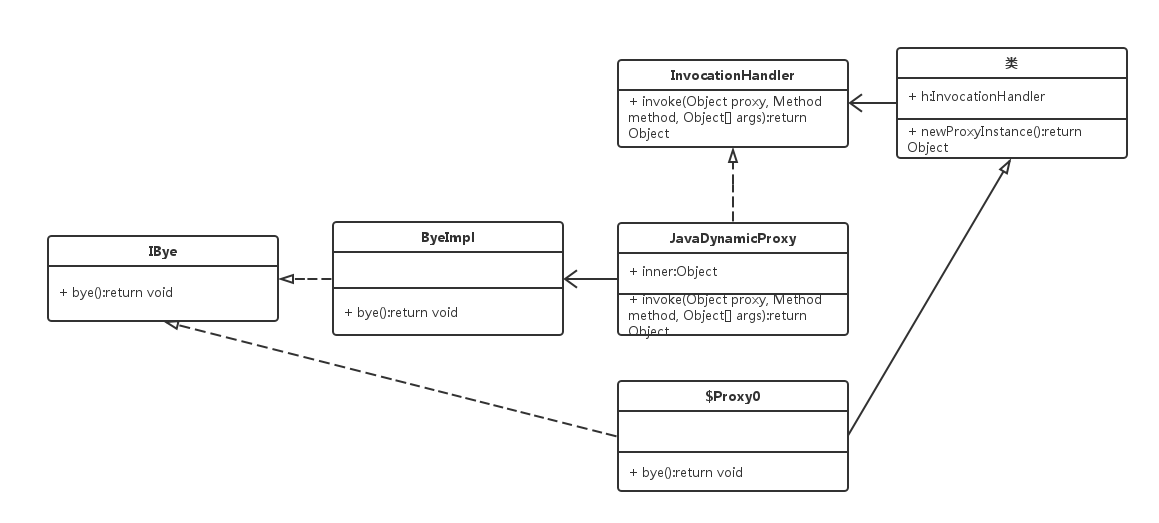 InvocationHandler
+ invoke(Object proxy, Method
method, Object[] args):return
Object
类
+ h:InvocationHandler
+ newProxyInstance():return
Object
IBye
+ bye():return void
ByeImpl
+ bye():return void
JavaDynamicProxy
+ inner:Object
+ invoke(Object proxy, Method
method, Object[] args):return
Object
$Proxy0
+ bye():return void